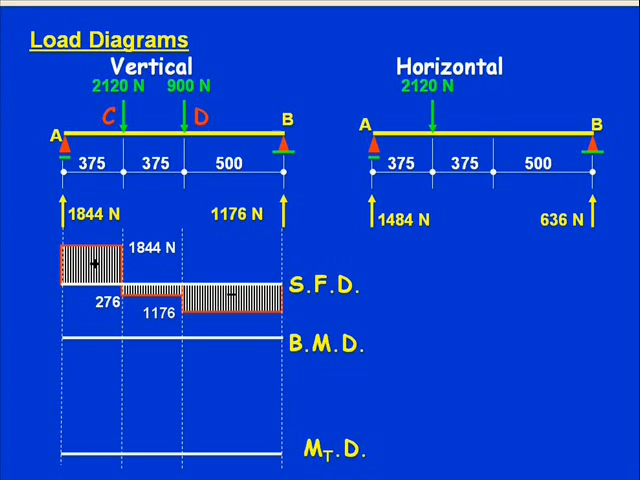 Load Diagrams
Vertical
Horizontal
2120 N 900 N
2120 N
C D
A B
A B
375 375 500
375 375 500
1844 N 1176 N
1484 N 636 N
1844 N
+
S.F.D.
–
276
1176
B.M.D.
MT.D.